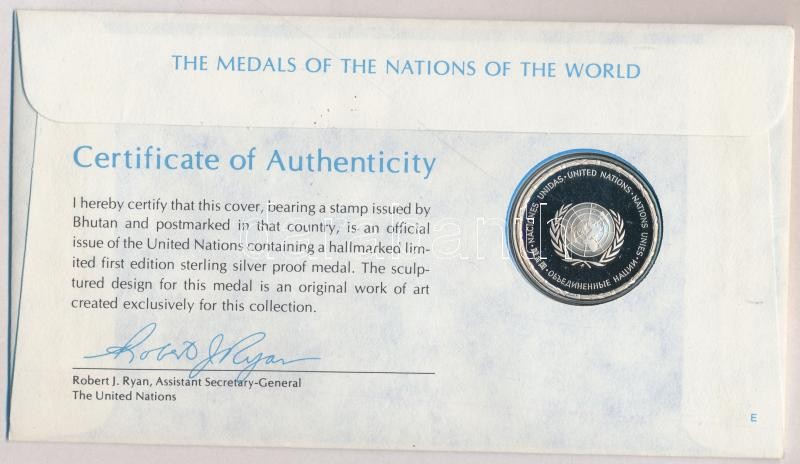 THE MEDALS OF THE NATIONS OF THE WORLD
Certificate of Authenticity
I hereby certify that this cover, bearing a stamp issued by
Bhutan and postmarked in that country, is an official
issue of the United Nations containing a hallmarked lim-
ited first edition sterling silver proof medal. The sculp-
tured design for this medal is an original work of art
created exclusively for this collection.
Robert J. Ryan
Robert J. Ryan, Assistant Secretary-General
The United Nations
NACIONES UNIDAS · UNITED NATIONS · NATIONS UNIES · ОБЪЕДИНЕННЫЕ НАЦИИ ·
E